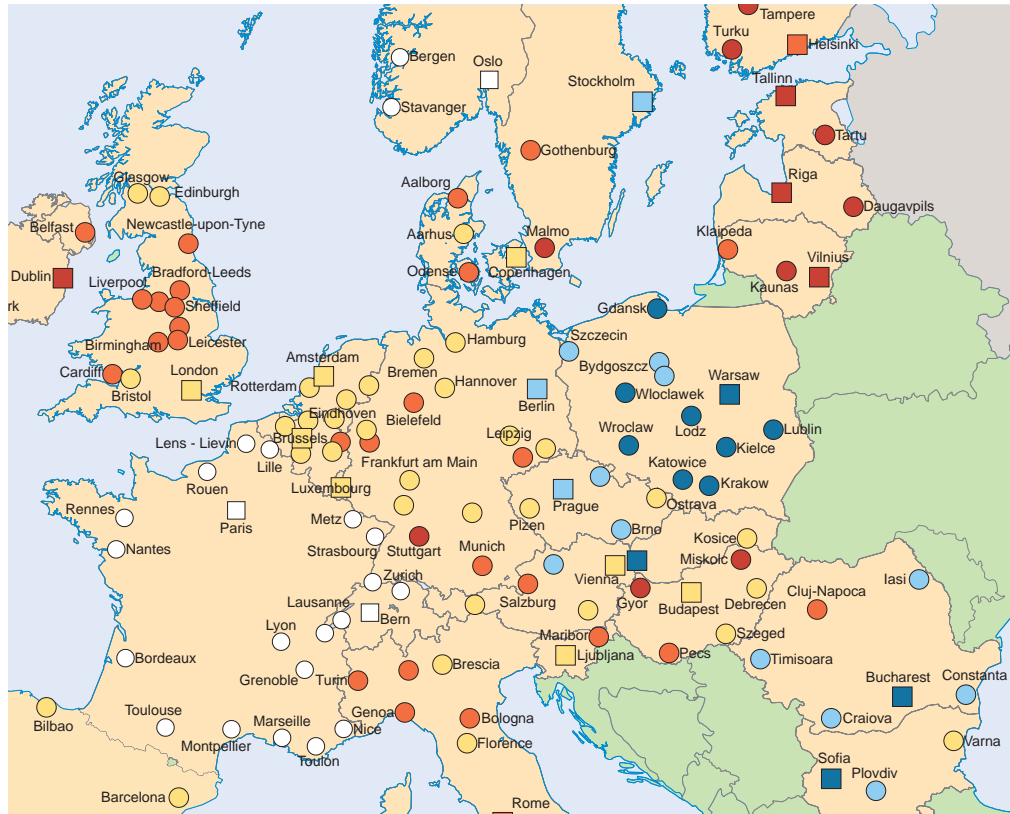 Tampere
Turku
Helsinki
Bergen
Oslo
Stockholm
Tallinn
Stavanger
Tartu
Gothenburg
Riga
Glasgow
Edinburgh
Aalborg
Daugavpils
Belfast
Newcastle-upon-Tyne
Aarhus
Malmo
Klaipeda
Dublin
Bradford-Leeds
Liverpool
Odense
Copenhagen
Vilnius
Kaunas
rk
Sheffield
Gdansk
Birmingham
Leicester
Hamburg
Szczecin
Amsterdam
Bremen
Bydgoszcz
Cardiff
London
Rotterdam
Hannover
Berlin
Warsaw
Bristol
Wloclawek
Eindhoven
Bielefeld
Wroclaw
Lodz
Lublin
Lens - Lievin
Brussels
Leipzig
Kielce
Lille
Frankfurt am Main
Katowice
Rouen
Luxembourg
Krakow
Rennes
Paris
Metz
Plzen
Prague
Ostrava
Nantes
Strasbourg
Stuttgart
Brno
Kosice
Munich
Miskolc
Zurich
Vienna
Iasi
Lausanne
Salzburg
Gyor
Budapest
Debrecen
Cluj-Napoca
Lyon
Bern
Maribor
Szeged
Bordeaux
Ljubljana
Pecs
Timisoara
Grenoble
Turin
Brescia
Bucharest
Constanta
Bilbao
Toulouse
Marseille
Genoa
Bologna
Craiova
Montpellier
Nice
Florence
Varna
Toulon
Sofia
Plovdiv
Barcelona
Rome